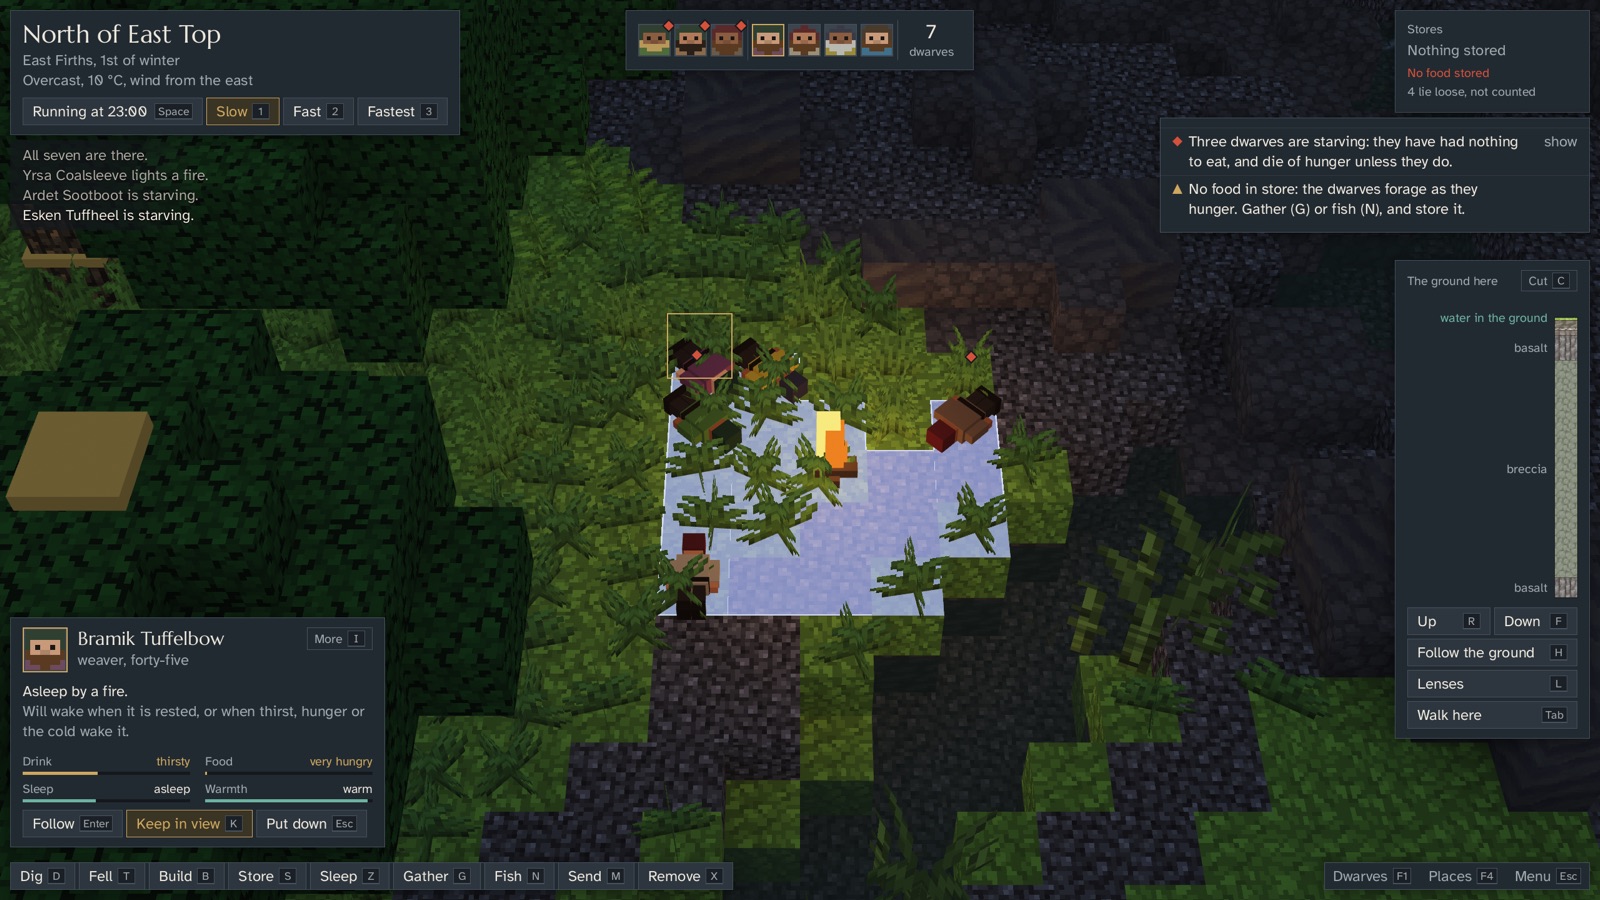 North of East Top
East Firths, 1st of winter
Overcast, 10 °C, wind from the east
Running at 23:00 Space
Slow 1
Fast 2
Fastest 3
All seven are there.
Yrsa Coalsleeve lights a fire.
Ardet Sootboot is starving.
Esken Tuffheel is starving.
7
dwarves
Stores
Nothing stored
No food stored
4 lie loose, not counted
Three dwarves are starving: they have had nothing
to eat, and die of hunger unless they do.
show
No food in store: the dwarves forage as they
hunger. Gather (G) or fish (N), and store it.
The ground here
Cut C
water in the ground
basalt
breccia
basalt
Up R
Down F
Follow the ground H
Lenses L
Walk here Tab
Bramik Tuffelbow
weaver, forty-five
More I
Asleep by a fire.
Will wake when it is rested, or when thirst, hunger or
the cold wake it.
Drink thirsty
Food very hungry
Sleep asleep
Warmth warm
Follow Enter
Keep in view K
Put down Esc
Dig D
Fell T
Build B
Store S
Sleep Z
Gather G
Fish N
Send M
Remove X
Dwarves F1
Places F4
Menu Esc